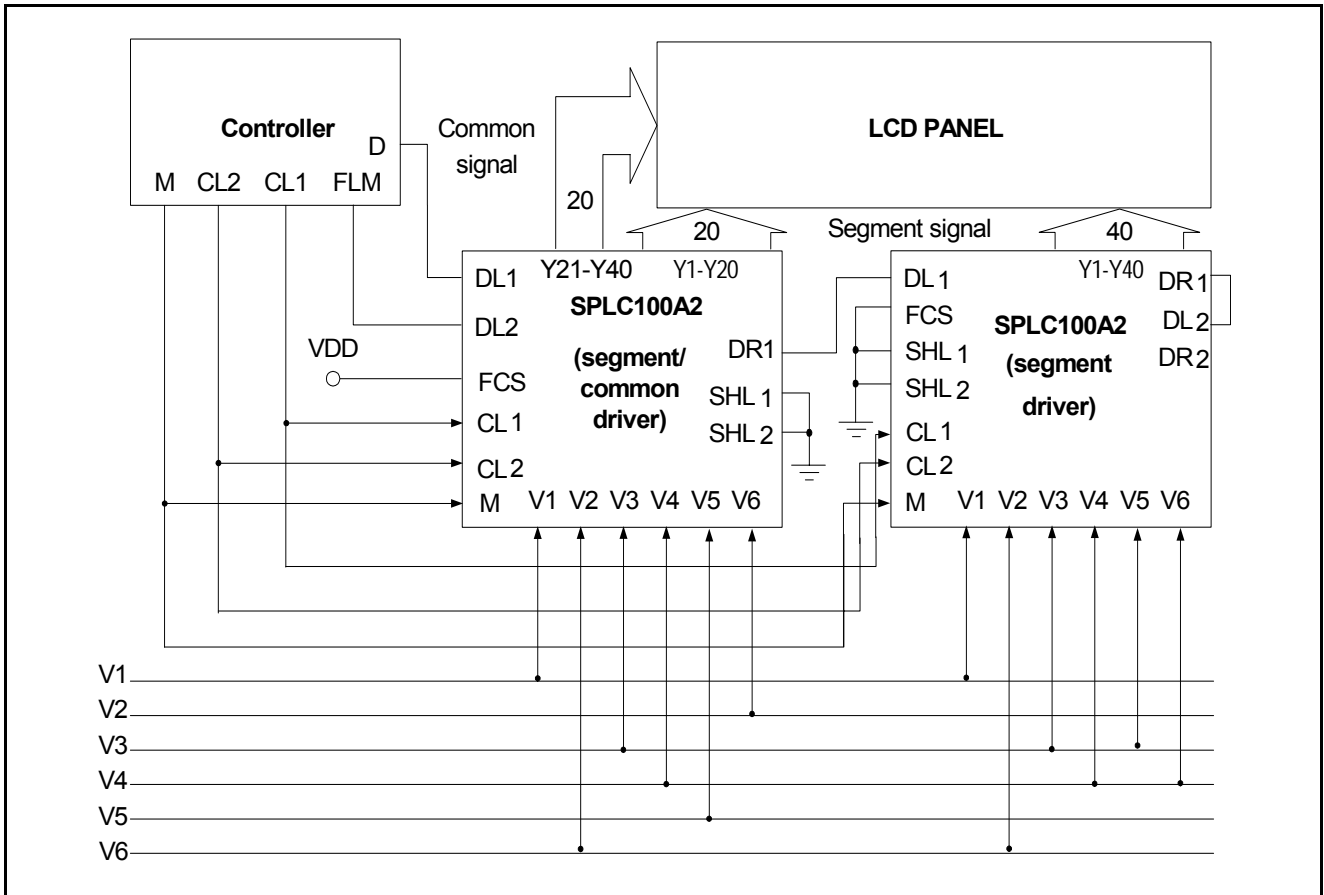 Controller
D
M CL2 CL1 FLM
Common
signal
20
LCD PANEL
20
Segment signal
40
VDD
DL1
DL2
FCS
CL1
CL2
M
Y21-Y40
Y1-Y20
SPLC100A2
(segment/
common
driver)
DR1
SHL1
SHL2
V1 V2 V3 V4 V5 V6
DL1
FCS
SHL1
SHL2
CL1
CL2
M
Y1-Y40
SPLC100A2
(segment
driver)
DR1
DL2
DR2
V1 V2 V3 V4 V5 V6
V1
V2
V3
V4
V5
V6